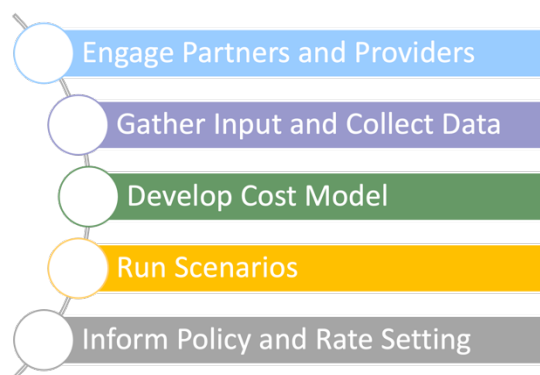 Engage Partners and Providers
Gather Input and Collect Data
Develop Cost Model
Run Scenarios
Inform Policy and Rate Setting